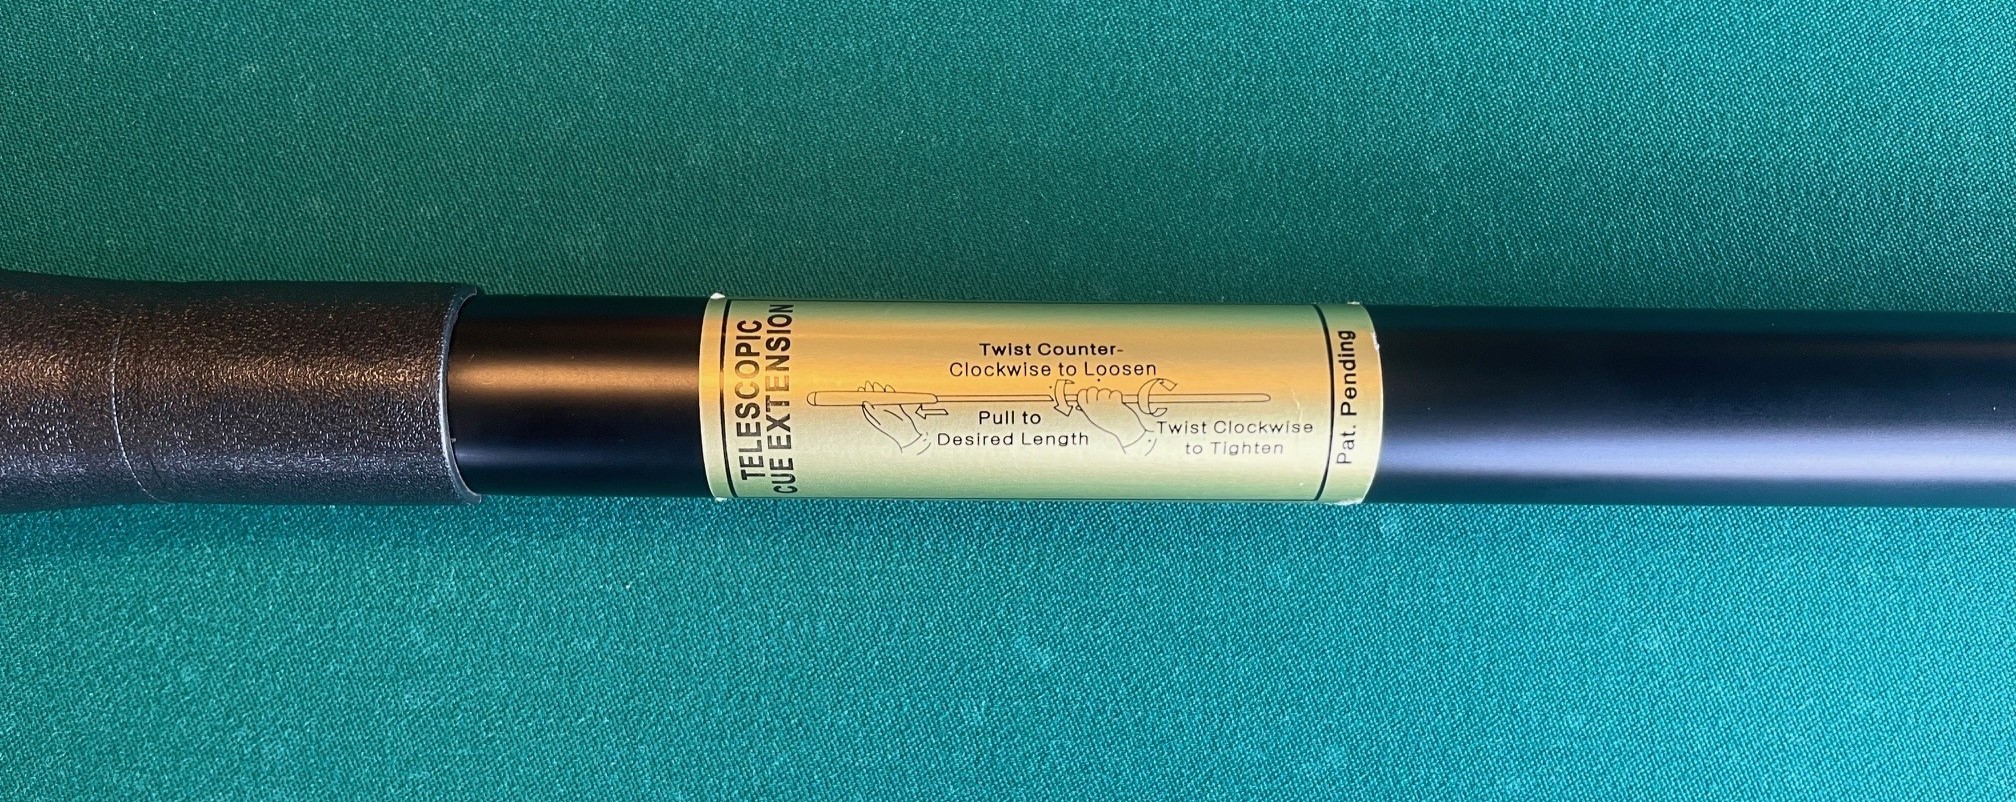 TELESCOPIC
CUE EXTENSION
Twist Counter-
Clockwise to Loosen
Pull to
Desired Length
Twist Clockwise
to Tighten
Pat. Pending